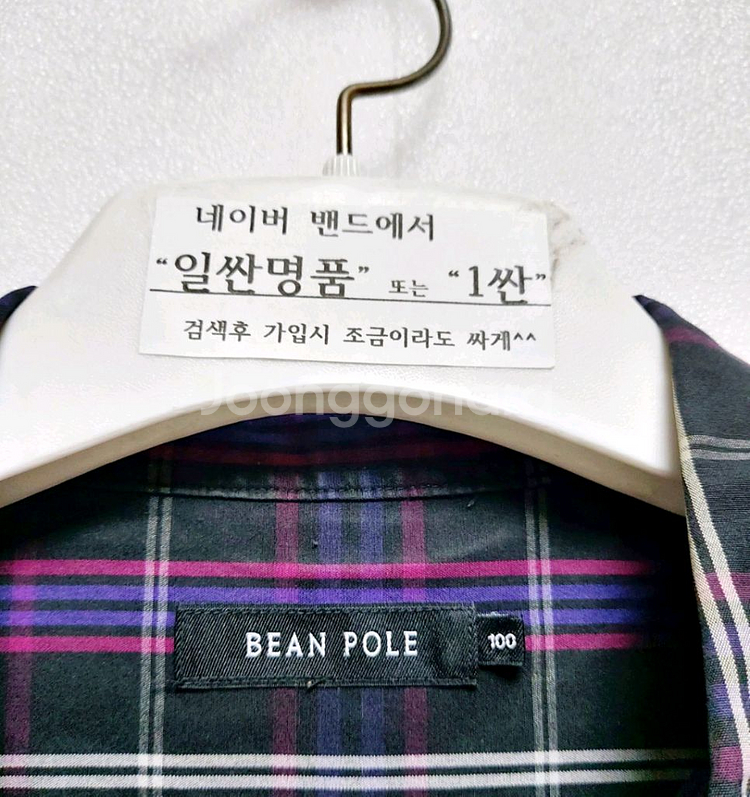 네이버 밴드에서
“일싼명품” 또는 “1싼”
검색후 가입시 조금이라도 싸게^^
Joonggonara
BEAN POLE
100